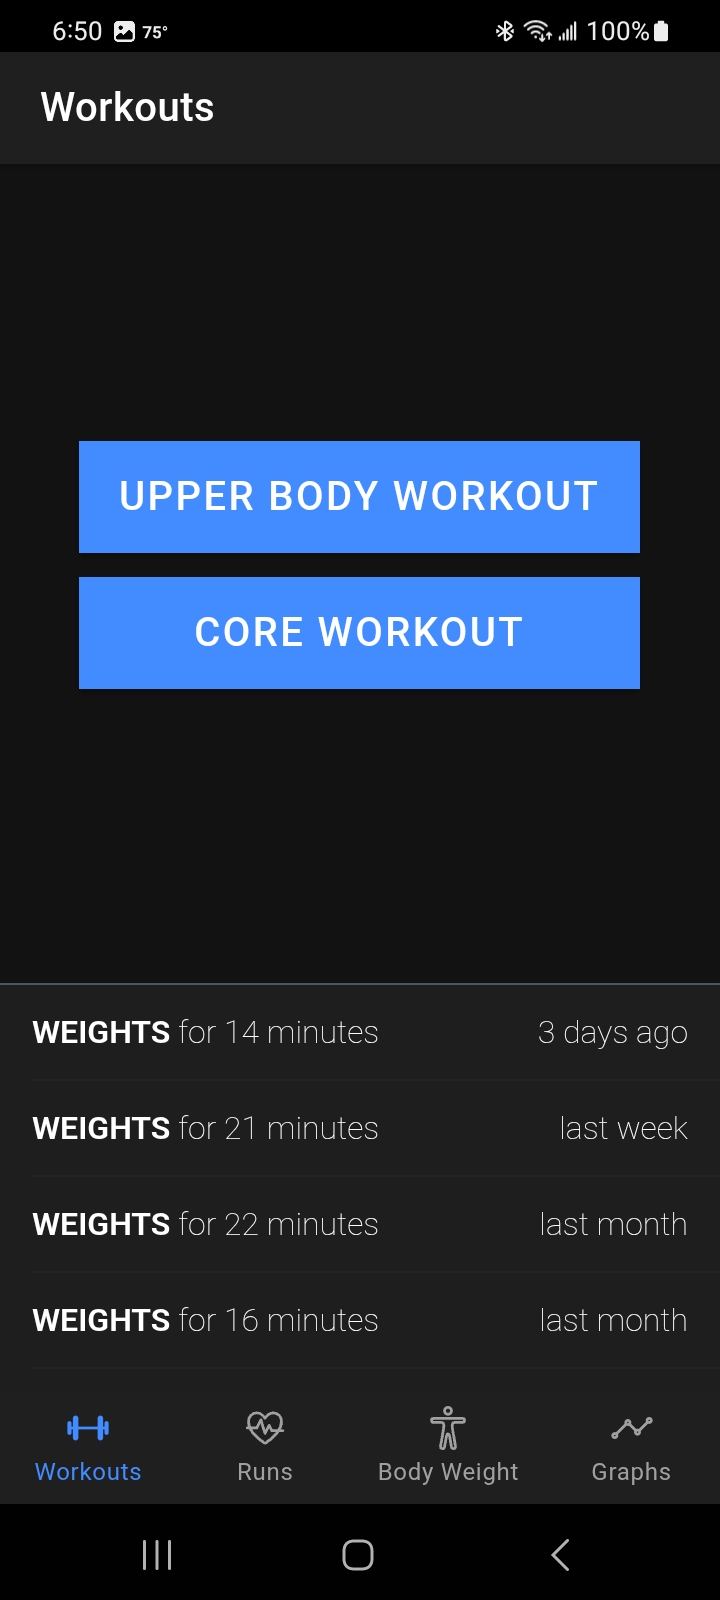 6:50 75° 100%
Workouts
UPPER BODY WORKOUT
CORE WORKOUT
WEIGHTS for 14 minutes 3 days ago
WEIGHTS for 21 minutes last week
WEIGHTS for 22 minutes last month
WEIGHTS for 16 minutes last month
Workouts Runs Body Weight Graphs